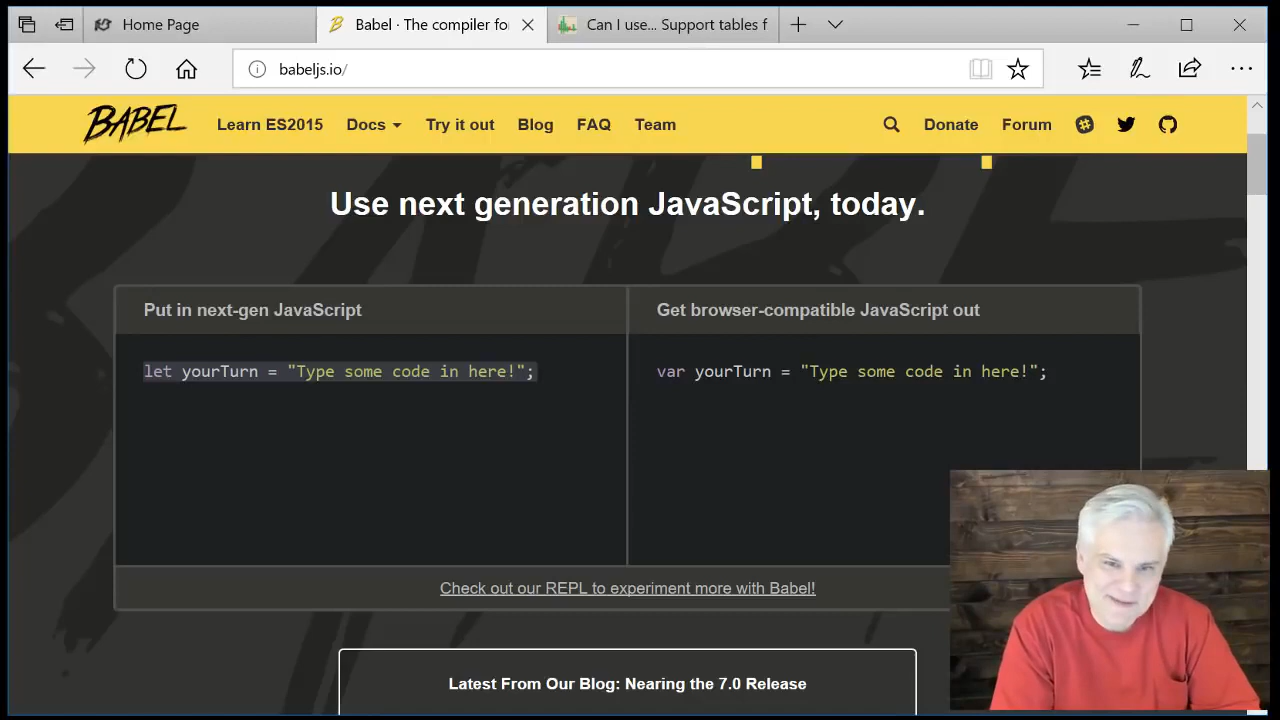 Home Page
Babel · The compiler fo
Can I use... Support tables f
babeljs.io/
BABEL
Learn ES2015 Docs Try it out Blog FAQ Team Donate Forum
Use next generation JavaScript, today.
Put in next-gen JavaScript
Get browser-compatible JavaScript out
let yourTurn = "Type some code in here!";
var yourTurn = "Type some code in here!";
Check out our REPL to experiment more with Babel!
Latest From Our Blog: Nearing the 7.0 Release